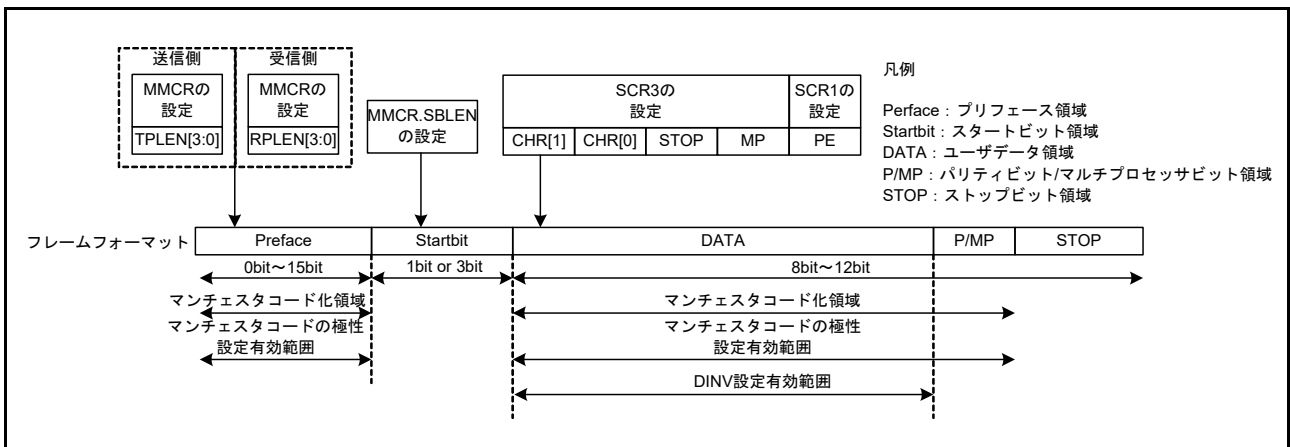 送信側
受信側
MMCRの
設定
TPLEN[3:0]
MMCRの
設定
RPLEN[3:0]
MMCR.SBLEN
の設定
SCR3の
設定
SCR1の
設定
CHR[1]
CHR[0]
STOP
MP
PE
凡例
Perface：プリフェース領域
Startbit：スタートビット領域
DATA：ユーザデータ領域
P/MP：パリティビット/マルチプロセッサビット領域
STOP：ストップビット領域
フレームフォーマット
Preface
Startbit
DATA
P/MP
STOP
0bit～15bit
1bit or 3bit
8bit～12bit
マンチェスタコード化領域
マンチェスタコード化領域
マンチェスタコードの極性
設定有効範囲
マンチェスタコードの極性
設定有効範囲
DINV設定有効範囲